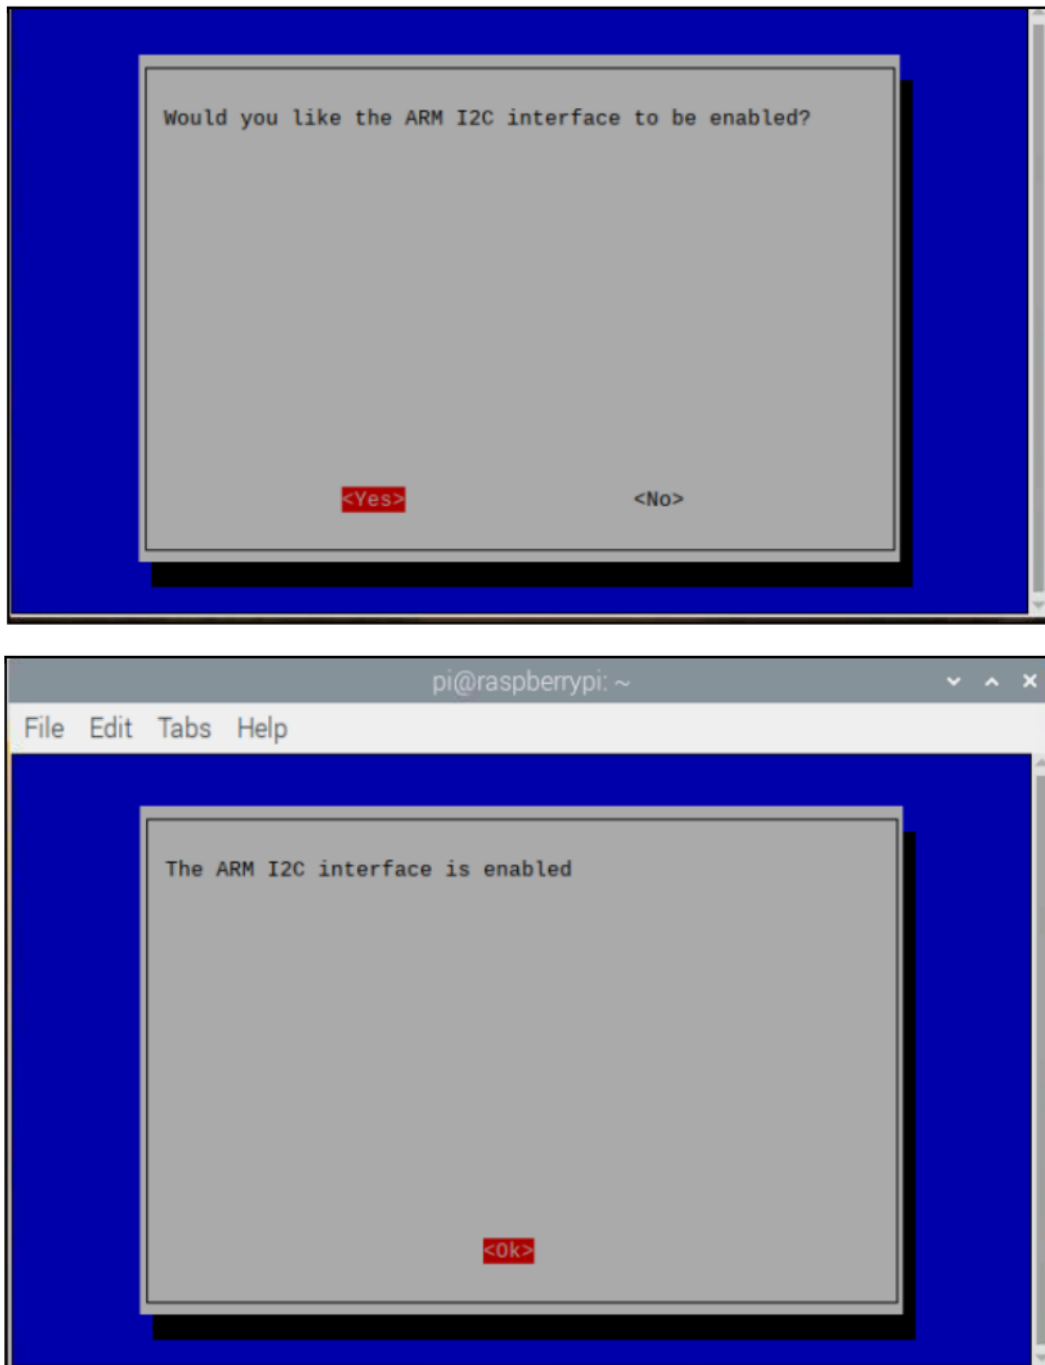 Would you like the ARM I2C interface to be enabled?
<Yes> <No>
pi@raspberrypi: ~
File Edit Tabs Help
The ARM I2C interface is enabled
<Ok>